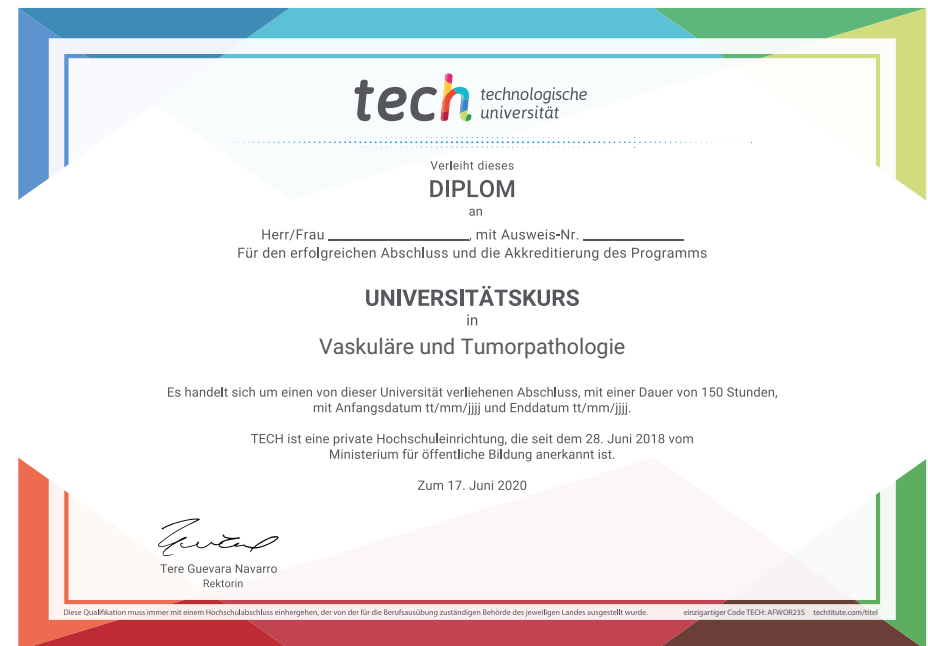 tech technologische
universität
Verleiht dieses
DIPLOM
an
Herr/Frau ____________________, mit Ausweis-Nr. ______________
Für den erfolgreichen Abschluss und die Akkreditierung des Programms
UNIVERSITÄTSKURS
in
Vaskuläre und Tumorpathologie
Es handelt sich um einen von dieser Universität verliehenen Abschluss, mit einer Dauer von 150 Stunden,
mit Anfangsdatum tt/mm/jjjj und Enddatum tt/mm/jjjj.
TECH ist eine private Hochschuleinrichtung, die seit dem 28. Juni 2018 vom
Ministerium für öffentliche Bildung anerkannt ist.
Zum 17. Juni 2020
Tere Guevara Navarro
Rektorin
Diese Qualifikation muss immer mit einem Hochschulabschluss einhergehen, der von der für die Berufsausübung zuständigen Behörde des jeweiligen Landes ausgestellt wurde. einzigartiger Code TECH: AFWOR23S techtitute.com/titel